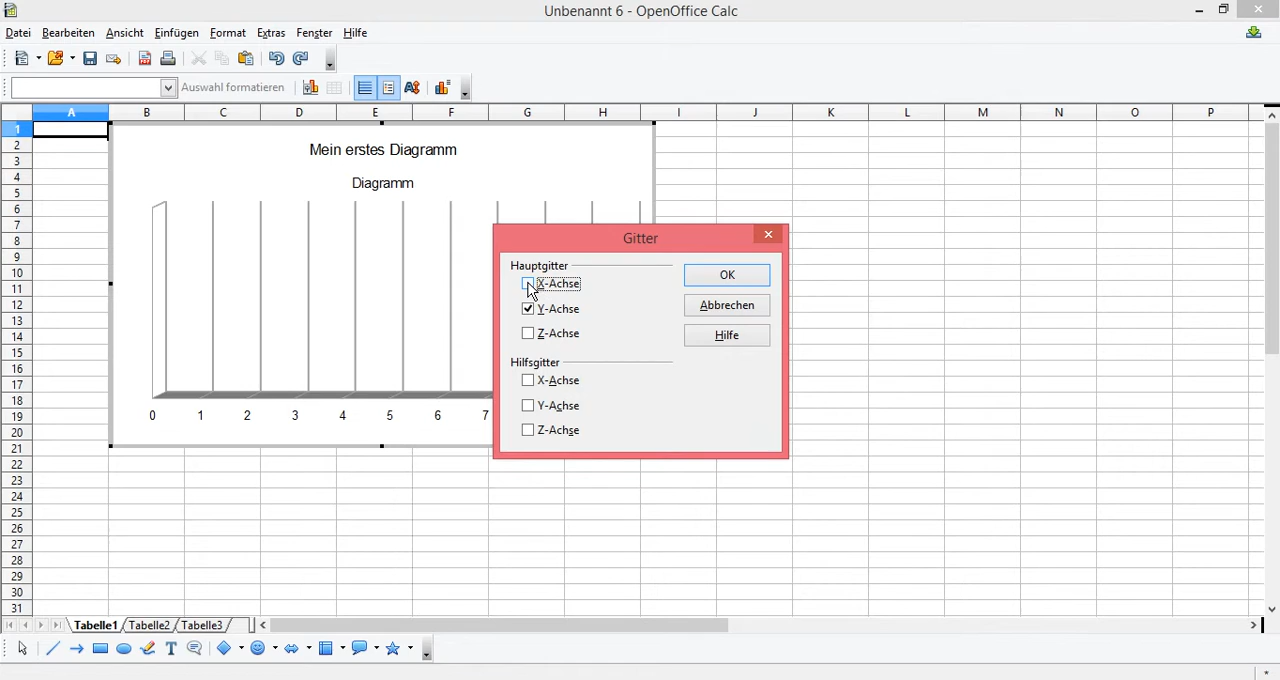 Unbenannt 6 - OpenOffice Calc
Datei Bearbeiten Ansicht Einfügen Format Extras Fenster Hilfe
Auswahl formatieren
A B C D E F G H I J K L M N O P
1
2
3
4
5
6
7
8
9
10
11
12
13
14
15
16
17
18
19
20
21
22
23
24
25
26
27
28
29
30
31
Mein erstes Diagramm
Diagramm
0 1 2 3 4 5 6 7
Gitter
Hauptgitter
X-Achse
Y-Achse
Z-Achse
Hilfsgitter
X-Achse
Y-Achse
Z-Achse
OK
Abbrechen
Hilfe
Tabelle1 Tabelle2 Tabelle3